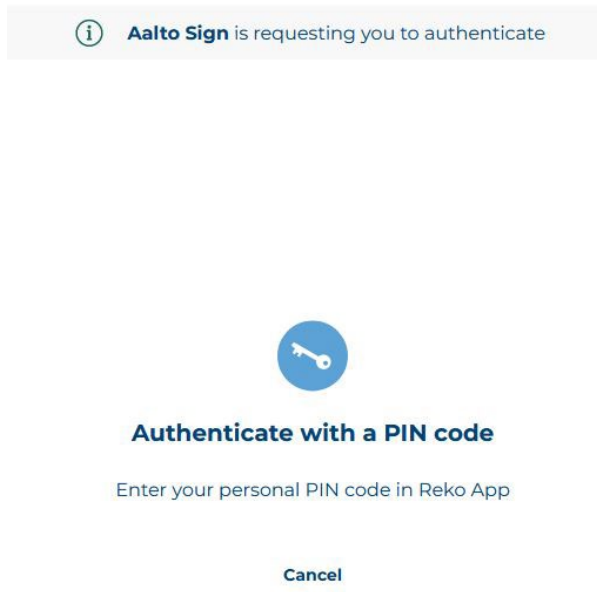 Aalto Sign is requesting you to authenticate
Authenticate with a PIN code
Enter your personal PIN code in Reko App
Cancel